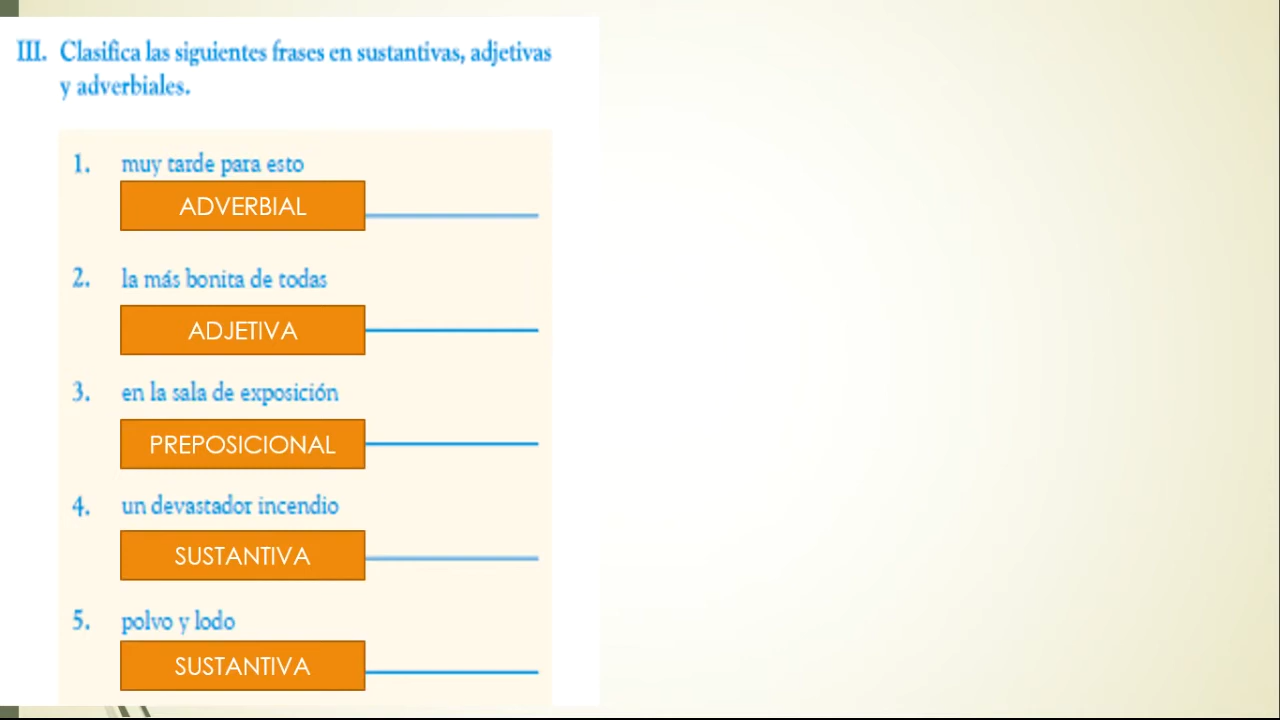 III. Clasifica las siguientes frases en sustantivas, adjetivas
y adverbiales.
1. muy tarde para esto
ADVERBIAL
2. la más bonita de todas
ADJETIVA
3. en la sala de exposición
PREPOSICIONAL
4. un devastador incendio
SUSTANTIVA
5. polvo y lodo
SUSTANTIVA